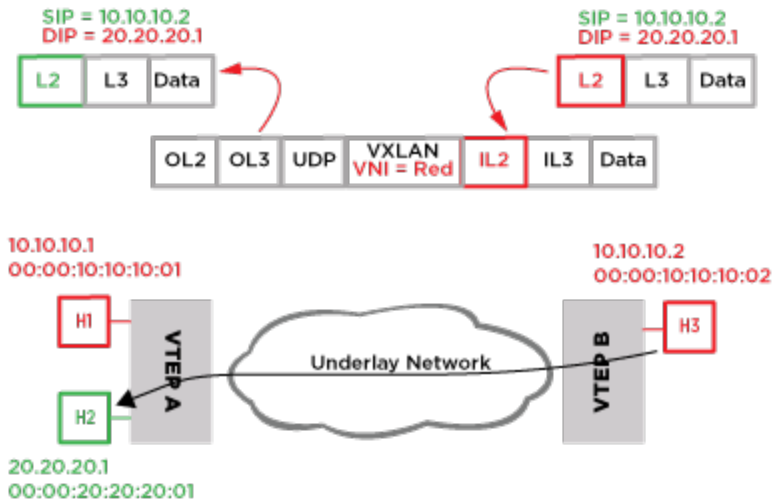 SIP = 10.10.10.2
DIP = 20.20.20.1
L2 L3 Data
SIP = 10.10.10.2
DIP = 20.20.20.1
L2 L3 Data
OL2 OL3 UDP VXLAN
VNI = Red IL2 IL3 Data
10.10.10.1
00:00:10:10:10:01
H1
VTEP A
H2
20.20.20.1
00:00:20:20:20:01
Underlay Network
10.10.10.2
00:00:10:10:10:02
VTEP B
H3